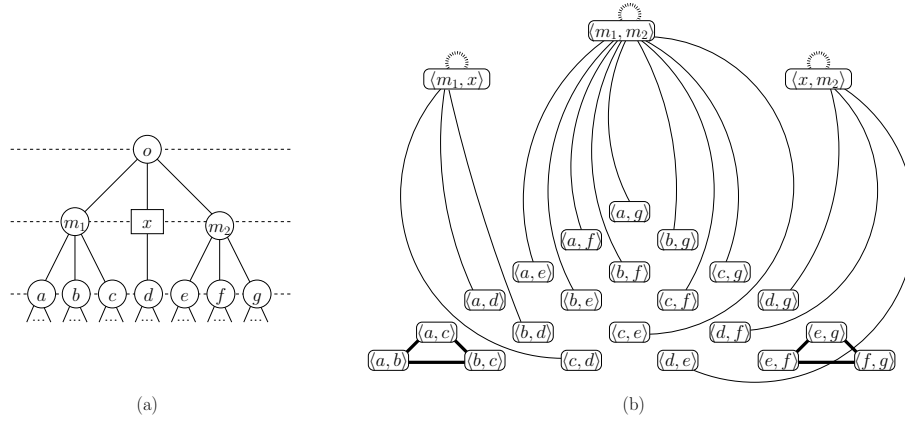 o
m₁ x m₂
a b c d e f g
... ... ... ... ... ... ...
(a)
⟨m₁, m₂⟩
⟨m₁, x⟩ ⟨x, m₂⟩
⟨a, g⟩
⟨a, f⟩ ⟨b, g⟩
⟨a, e⟩ ⟨b, f⟩ ⟨c, g⟩
⟨a, d⟩ ⟨b, e⟩ ⟨c, f⟩ ⟨d, g⟩
⟨a, c⟩ ⟨b, d⟩ ⟨c, e⟩ ⟨d, f⟩ ⟨e, g⟩
⟨a, b⟩ ⟨b, c⟩ ⟨c, d⟩ ⟨d, e⟩ ⟨e, f⟩ ⟨f, g⟩
(b)